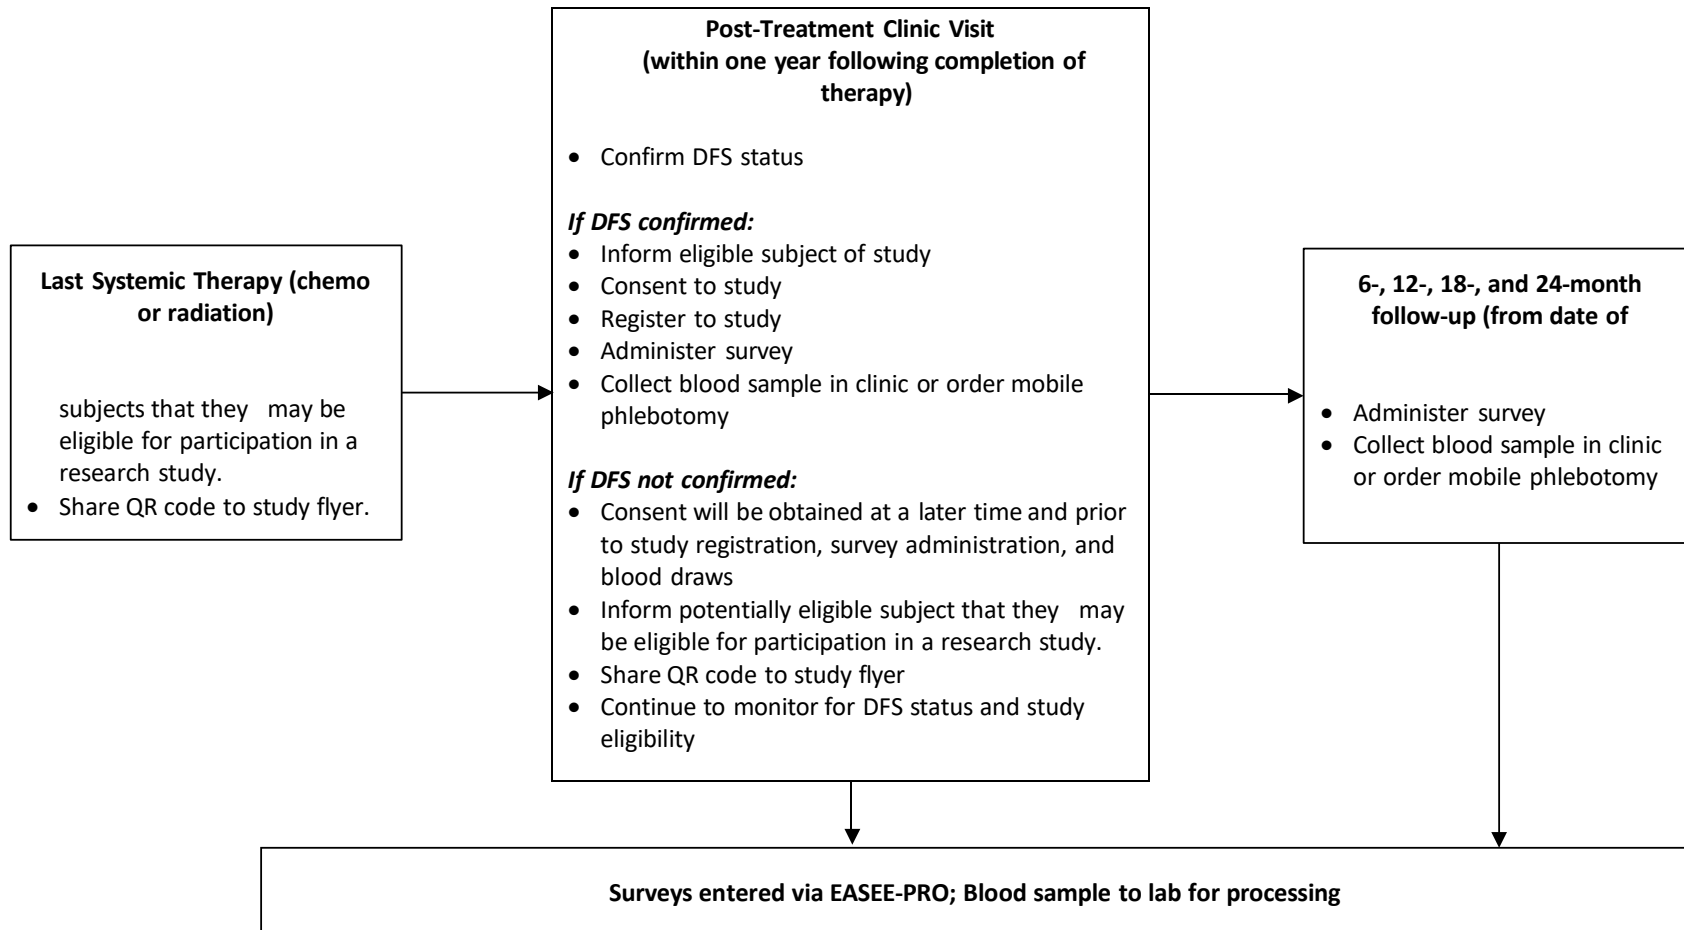 Last Systemic Therapy (chemo
or radiation)
subjects that they may be
eligible for participation in a
research study.
• Share QR code to study flyer.
Post-Treatment Clinic Visit
(within one year following completion of
therapy)
• Confirm DFS status
If DFS confirmed:
• Inform eligible subject of study
• Consent to study
• Register to study
• Administer survey
• Collect blood sample in clinic or order mobile
phlebotomy
If DFS not confirmed:
• Consent will be obtained at a later time and prior
to study registration, survey administration, and
blood draws
• Inform potentially eligible subject that they may
be eligible for participation in a research study.
• Share QR code to study flyer
• Continue to monitor for DFS status and study
eligibility
6-, 12-, 18-, and 24-month
follow-up (from date of
• Administer survey
• Collect blood sample in clinic
or order mobile phlebotomy
Surveys entered via EASEE-PRO; Blood sample to lab for processing